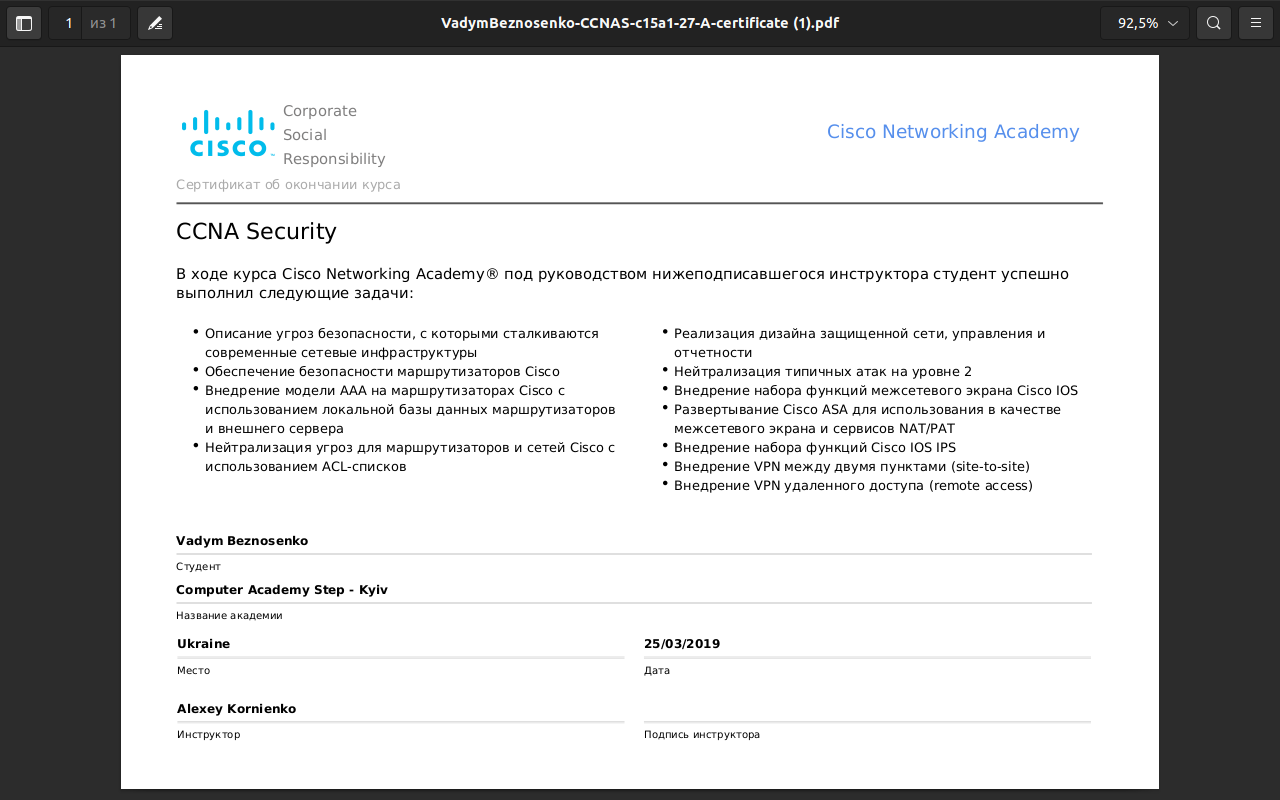 1
из 1
VadymBeznosenko-CCNAS-c15a1-27-A-certificate (1).pdf
92,5%
CISCO
Corporate
Social
Responsibility
Cisco Networking Academy
Сертификат об окончании курса
CCNA Security
В ходе курса Cisco Networking Academy® под руководством нижеподписавшегося инструктора студент успешно
выполнил следующие задачи:
• Описание угроз безопасности, с которыми сталкиваются
современные сетевые инфраструктуры
• Обеспечение безопасности маршрутизаторов Cisco
• Внедрение модели AAA на маршрутизаторах Cisco с
использованием локальной базы данных маршрутизаторов
и внешнего сервера
• Нейтрализация угроз для маршрутизаторов и сетей Cisco с
использованием ACL-списков
• Реализация дизайна защищенной сети, управления и
отчетности
• Нейтрализация типичных атак на уровне 2
• Внедрение набора функций межсетевого экрана Cisco IOS
• Развертывание Cisco ASA для использования в качестве
межсетевого экрана и сервисов NAT/PAT
• Внедрение набора функций Cisco IOS IPS
• Внедрение VPN между двумя пунктами (site-to-site)
• Внедрение VPN удаленного доступа (remote access)
Vadym Beznosenko
Студент
Computer Academy Step - Kyiv
Название академии
Ukraine
Место
25/03/2019
Дата
Alexey Kornienko
Инструктор
Подпись инструктора